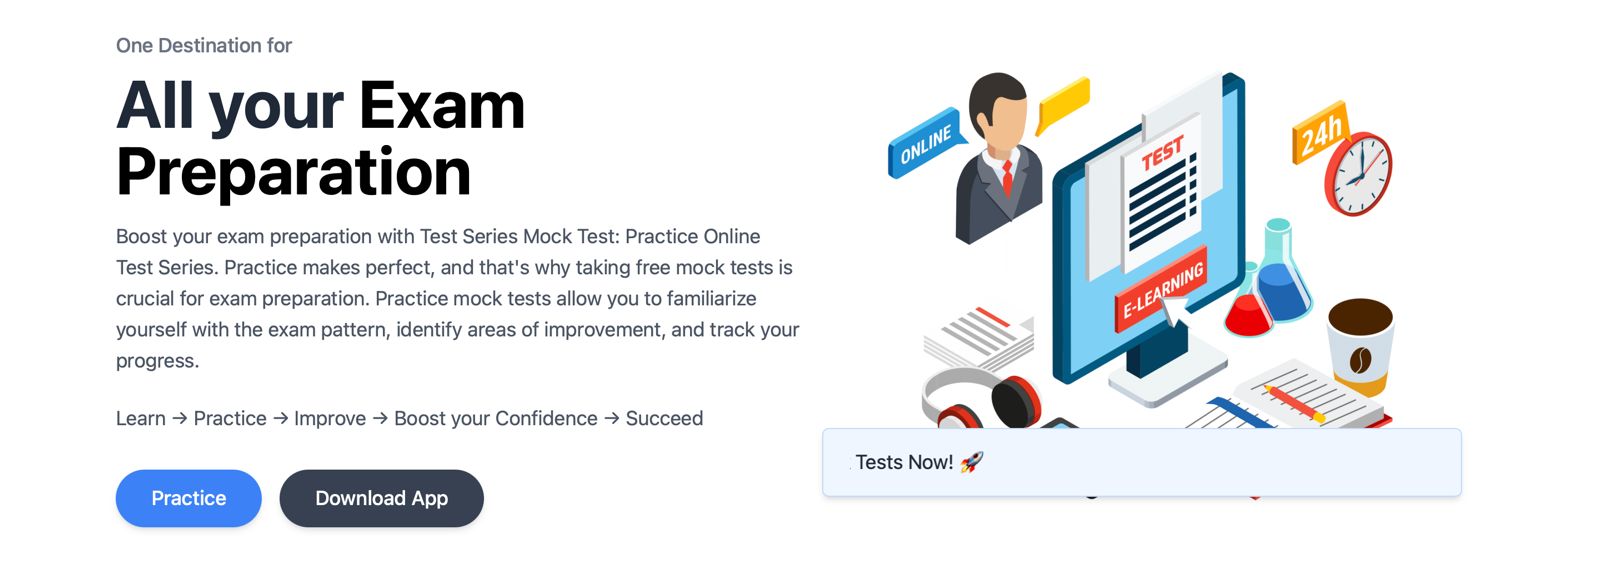 One Destination for
All your Exam
Preparation
Boost your exam preparation with Test Series Mock Test: Practice Online
Test Series. Practice makes perfect, and that's why taking free mock tests is
crucial for exam preparation. Practice mock tests allow you to familiarize
yourself with the exam pattern, identify areas of improvement, and track your
progress.
Learn → Practice → Improve → Boost your Confidence → Succeed
Practice
Download App
ONLINE
TEST
E-LEARNING
24h
Tests Now! 🚀